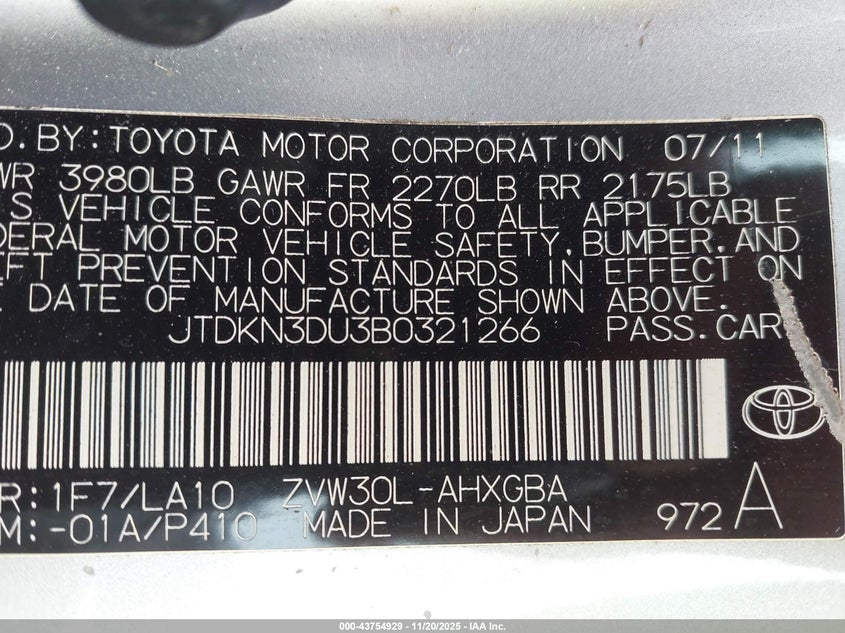 D. BY: TOYOTA MOTOR CORPORATION 07/11
WR 3980LB GAWR FR 2270LB RR 2175LB
S VEHICLE CONFORMS TO ALL APPLICABLE
DERAL MOTOR VEHICLE SAFETY, BUMPER, AND
EFT PREVENTION STANDARDS IN EFFECT ON
E DATE OF MANUFACTURE SHOWN ABOVE.
JTDKN3DU3B0321266 PASS. CAR
R: 1F7/LA10 ZVW30L-AHXGBA
M: -01A/P410 MADE IN JAPAN 972 A
000-43754929 - 11/20/2025 - IAA Inc.